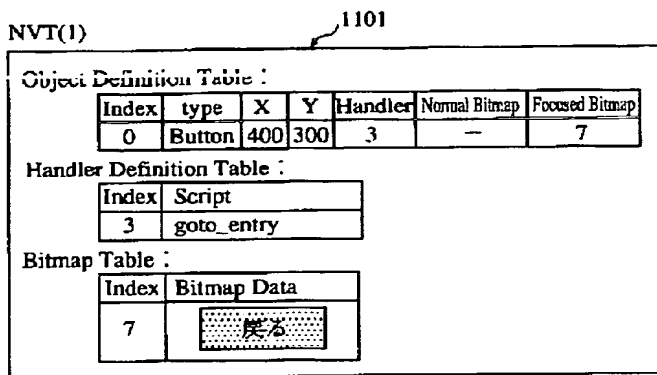 NVT(1)
1101
Object Definition Table :
Index type X Y Handler Normal Bitmap Focused Bitmap
0 Button 400 300 3 —  7
Handler Definition Table :
Index Script
3 goto_entry
Bitmap Table :
Index Bitmap Data
7 戻る